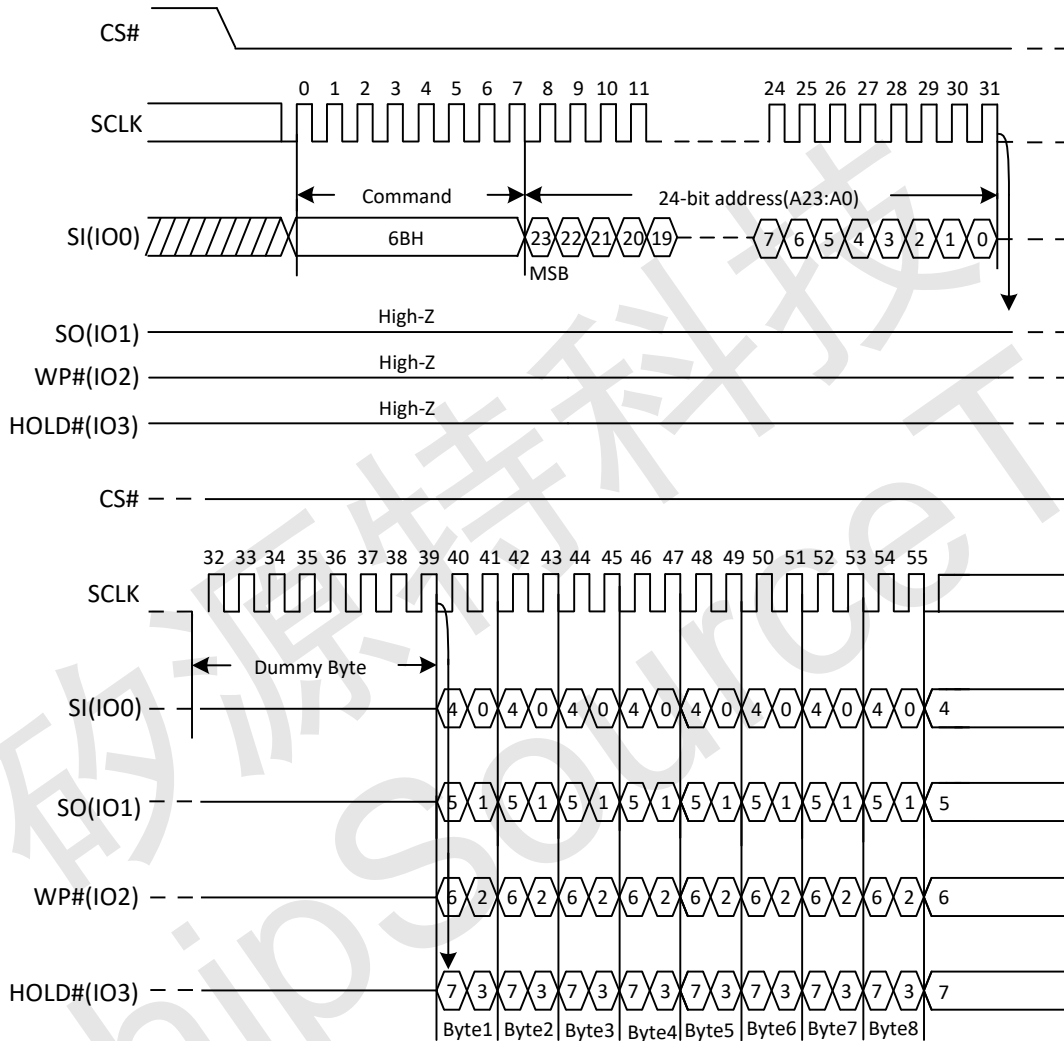 CS#
0 1 2 3 4 5 6 7 8 9 10 11 24 25 26 27 28 29 30 31
SCLK
Command 24-bit address(A23:A0)
SI(IO0) 6BH 23 22 21 20 19 7 6 5 4 3 2 1 0
MSB
High-Z
SO(IO1)
High-Z
WP#(IO2)
High-Z
HOLD#(IO3)
CS#
32 33 34 35 36 37 38 39 40 41 42 43 44 45 46 47 48 49 50 51 52 53 54 55
SCLK
Dummy Byte
SI(IO0) 4 0 4 0 4 0 4 0 4 0 4 0 4 0 4 0 4
SO(IO1) 5 1 5 1 5 1 5 1 5 1 5 1 5 1 5 1 5
WP#(IO2) 6 2 6 2 6 2 6 2 6 2 6 2 6 2 6 2 6
HOLD#(IO3) 7 3 7 3 7 3 7 3 7 3 7 3 7 3 7 3 7
Byte1 Byte2 Byte3 Byte4 Byte5 Byte6 Byte7 Byte8
矽源特科技
hipSourceT